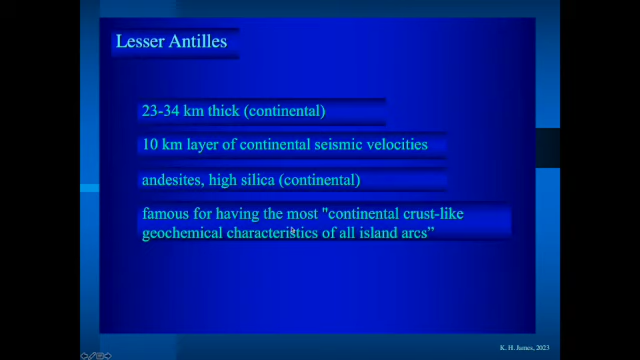 Lesser Antilles
23-34 km thick (continental)
10 km layer of continental seismic velocities
andesites, high silica (continental)
famous for having the most "continental crust-like
geochemical characteristics of all island arcs"
K. H. James, 2023